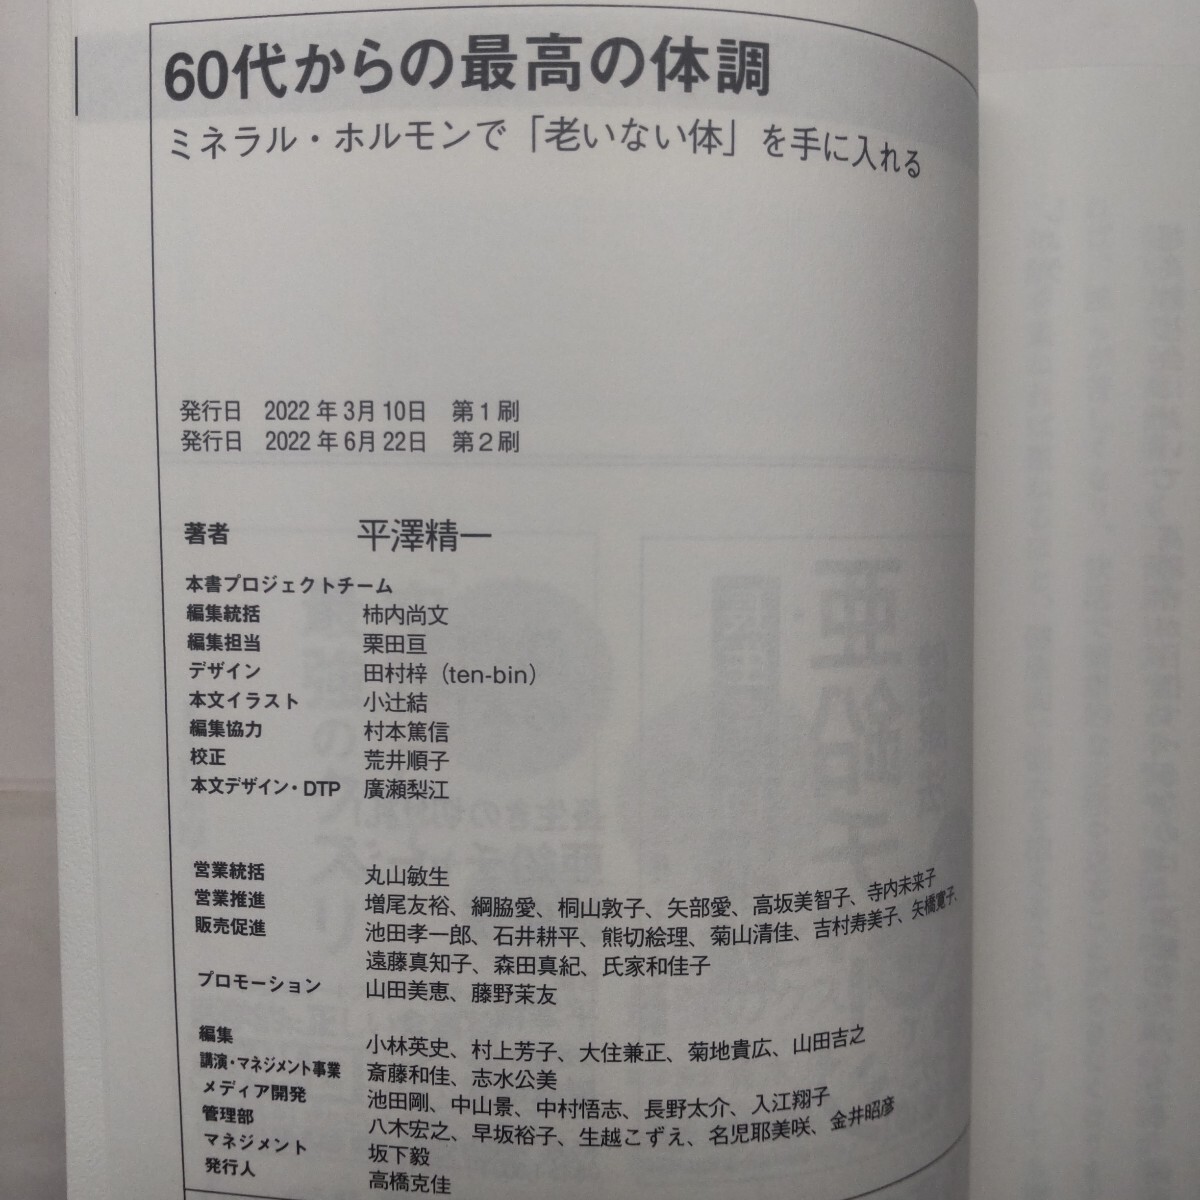 60代からの最高の体調
ミネラル・ホルモンで「老いない体」を手に入れる
発行日 2022年3月10日 第1刷
発行日 2022年6月22日 第2刷
著者 平澤精一
本書プロジェクトチーム
編集統括 柿内尚文
編集担当 栗田亘
デザイン 田村梓（ten-bin）
本文イラスト 小辻結
編集協力 村本篤信
校正 荒井順子
本文デザイン・DTP 廣瀬梨江
営業統括 丸山敏生
営業推進 増尾友裕、綱脇愛、桐山敦子、矢部愛、高坂美智子、寺内未来子
販売促進 池田孝一郎、石井耕平、熊切絵理、菊山清佳、吉村寿美子、矢橋寛子、
遠藤真知子、森田真紀、氏家和佳子
プロモーション 山田美恵、藤野茉友
編集 小林英史、村上芳子、大住兼正、菊地貴広、山田吉之
講演・マネジメント事業 斎藤和佳、志水公美
メディア開発 池田剛、中山景、中村悟志、長野太介、入江翔子
管理部 八木宏之、早坂裕子、生越こずえ、名児耶美咲、金井昭彦
マネジメント 坂下毅
発行人 高橋克佳